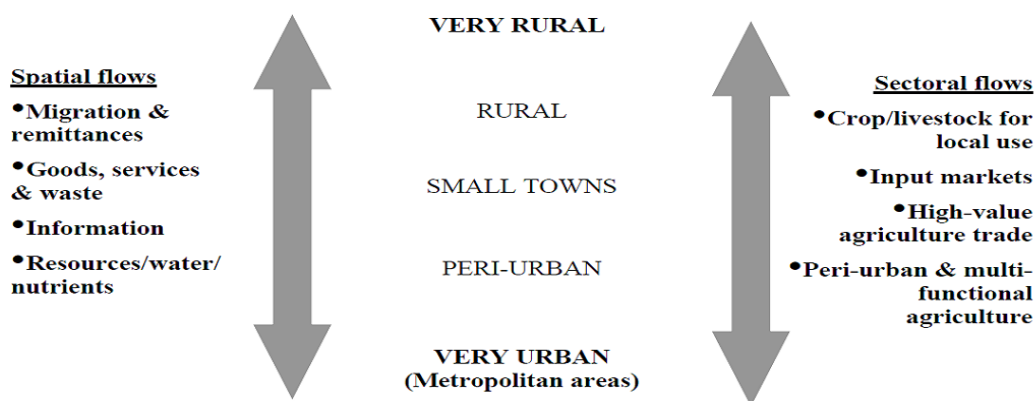 VERY RURAL
Spatial flows
•Migration &
remittances
•Goods, services
& waste
•Information
•Resources/water/
nutrients
RURAL
SMALL TOWNS
PERI-URBAN
VERY URBAN
(Metropolitan areas)
Sectoral flows
•Crop/livestock for
local use
•Input markets
•High-value
agriculture trade
•Peri-urban & multi-
functional
agriculture